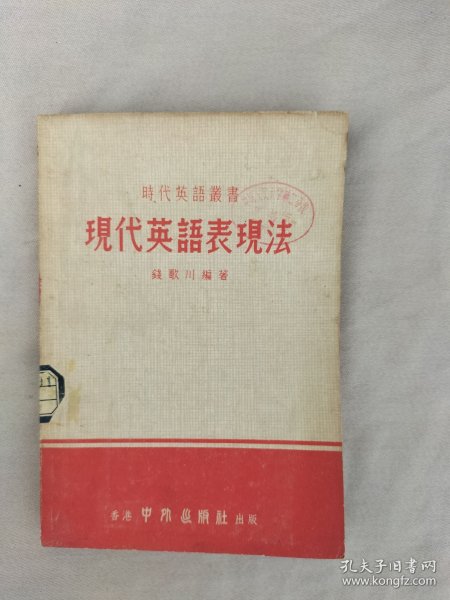 時代英語叢書
現代英語表現法
錢歌川編著
香港 中外出版社 出版
孔夫子旧书网
www.kongfz.com